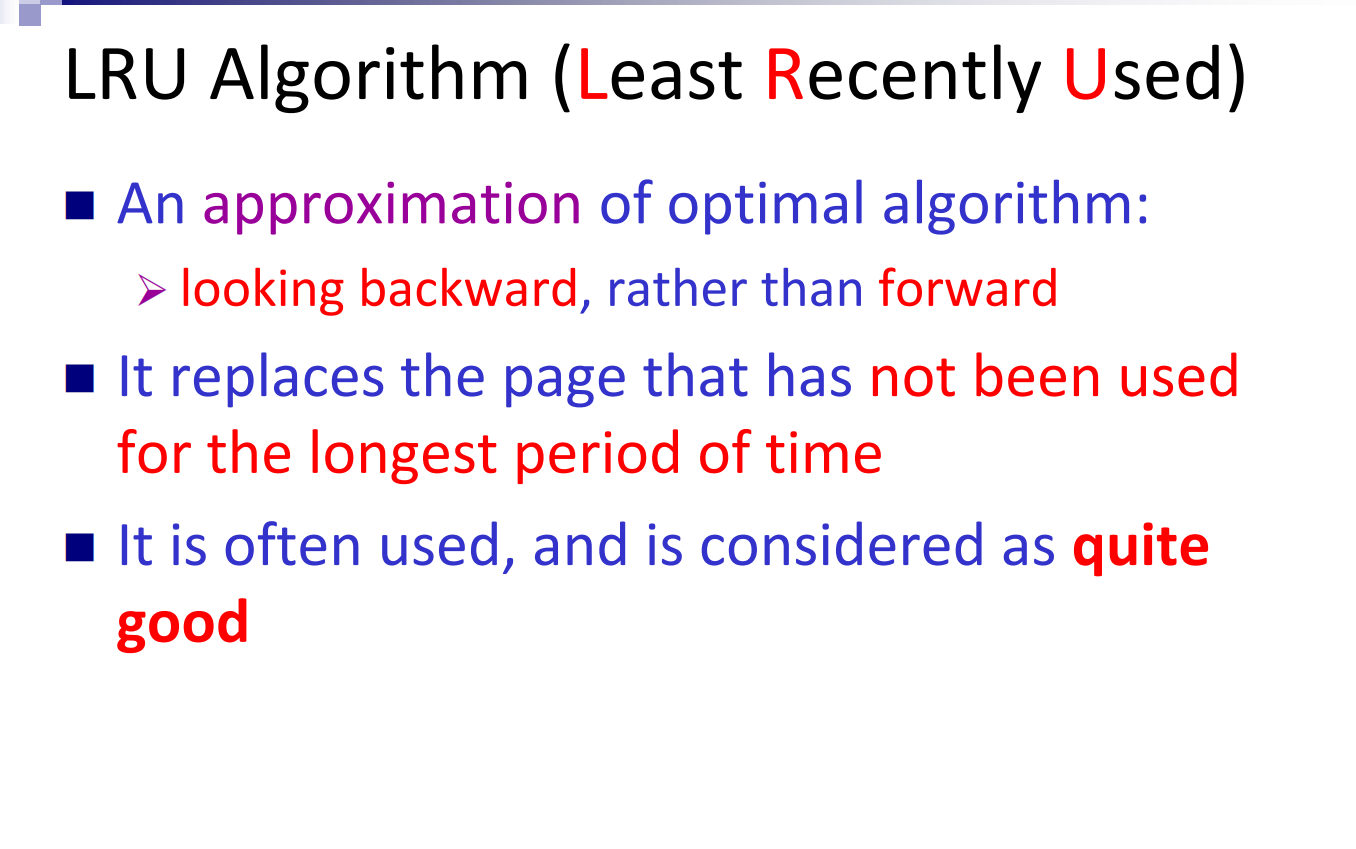 LRU Algorithm (Least Recently Used)
An approximation of optimal algorithm:
looking backward, rather than forward
It replaces the page that has not been used
for the longest period of time
It is often used, and is considered as quite
good